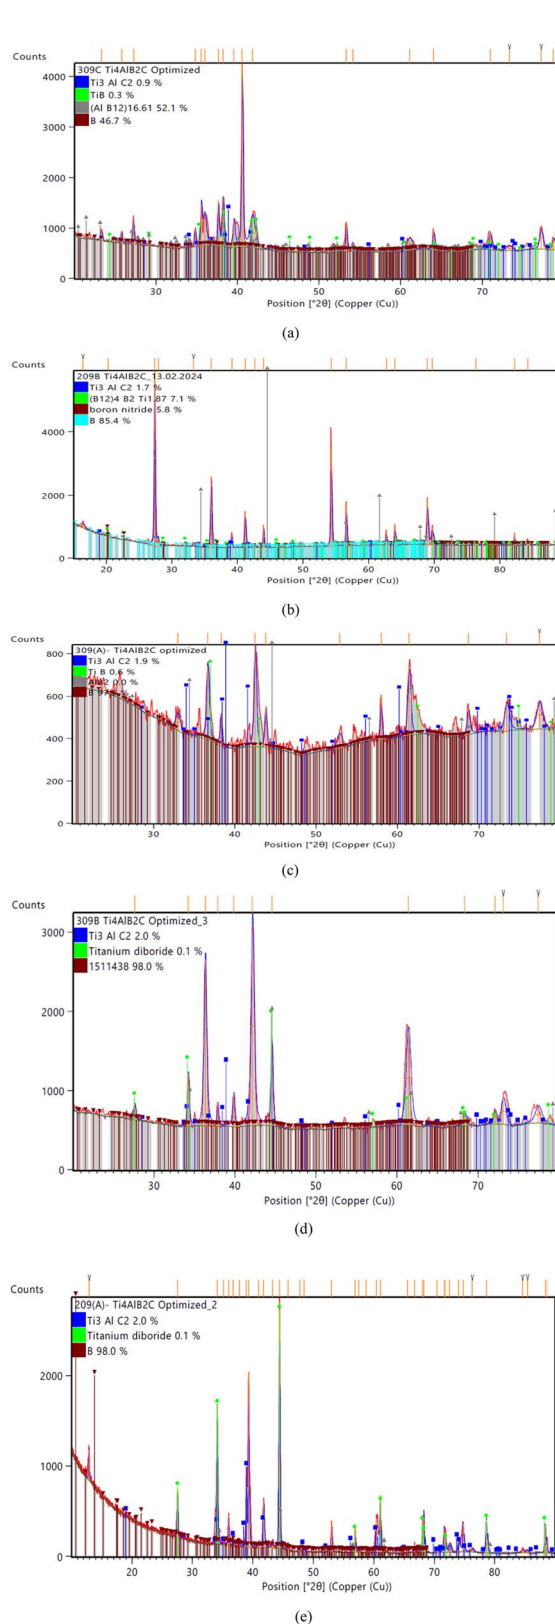 Counts
309C Ti4AlB2C Optimized
Ti3 Al C2 0.9 %
TiB 0.3 %
(Al B12)16.61 52.1 %
B 46.7 %
4000
3000
2000
1000
0
30 40 50 60 70
Position [°2θ] (Copper (Cu))
(a)
Counts
209B Ti4AlB2C_13.02.2024
Ti3 Al C2 1.7 %
(B12)4 B2 Ti1.87 7.1 %
boron nitride 5.8 %
B 85.4 %
4000
2000
0
20 30 40 50 60 70 80
Position [°2θ] (Copper (Cu))
(b)
Counts
309(A)- Ti4AlB2C optimized
Ti3 Al C2 1.9 %
Ti B 0.6 %
0.0 %
B %
800
600
400
200
0
30 40 50 60 70
Position [°2θ] (Copper (Cu))
(c)
Counts
309B Ti4AlB2C Optimized_3
Ti3 Al C2 2.0 %
Titanium diboride 0.1 %
1511438 98.0 %
3000
2000
1000
0
30 40 50 60 70
Position [°2θ] (Copper (Cu))
(d)
Counts
209(A)- Ti4AlB2C Optimized_2
Ti3 Al C2 2.0 %
Titanium diboride 0.1 %
B 98.0 %
2000
1000
0
10 20 30 40 50 60 70 80
Position [°2θ] (Copper (Cu))
(e)